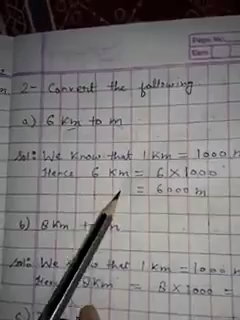 Page No.
Date
2- Convert the following.
a) 6 km to m
Sol: We know that 1 km = 1000 m
Hence 6 km = 6 × 1000
= 6000 m
b) 8 km
Sol: We know that 1 km = 1000 m
8 km = 8 × 1000 =